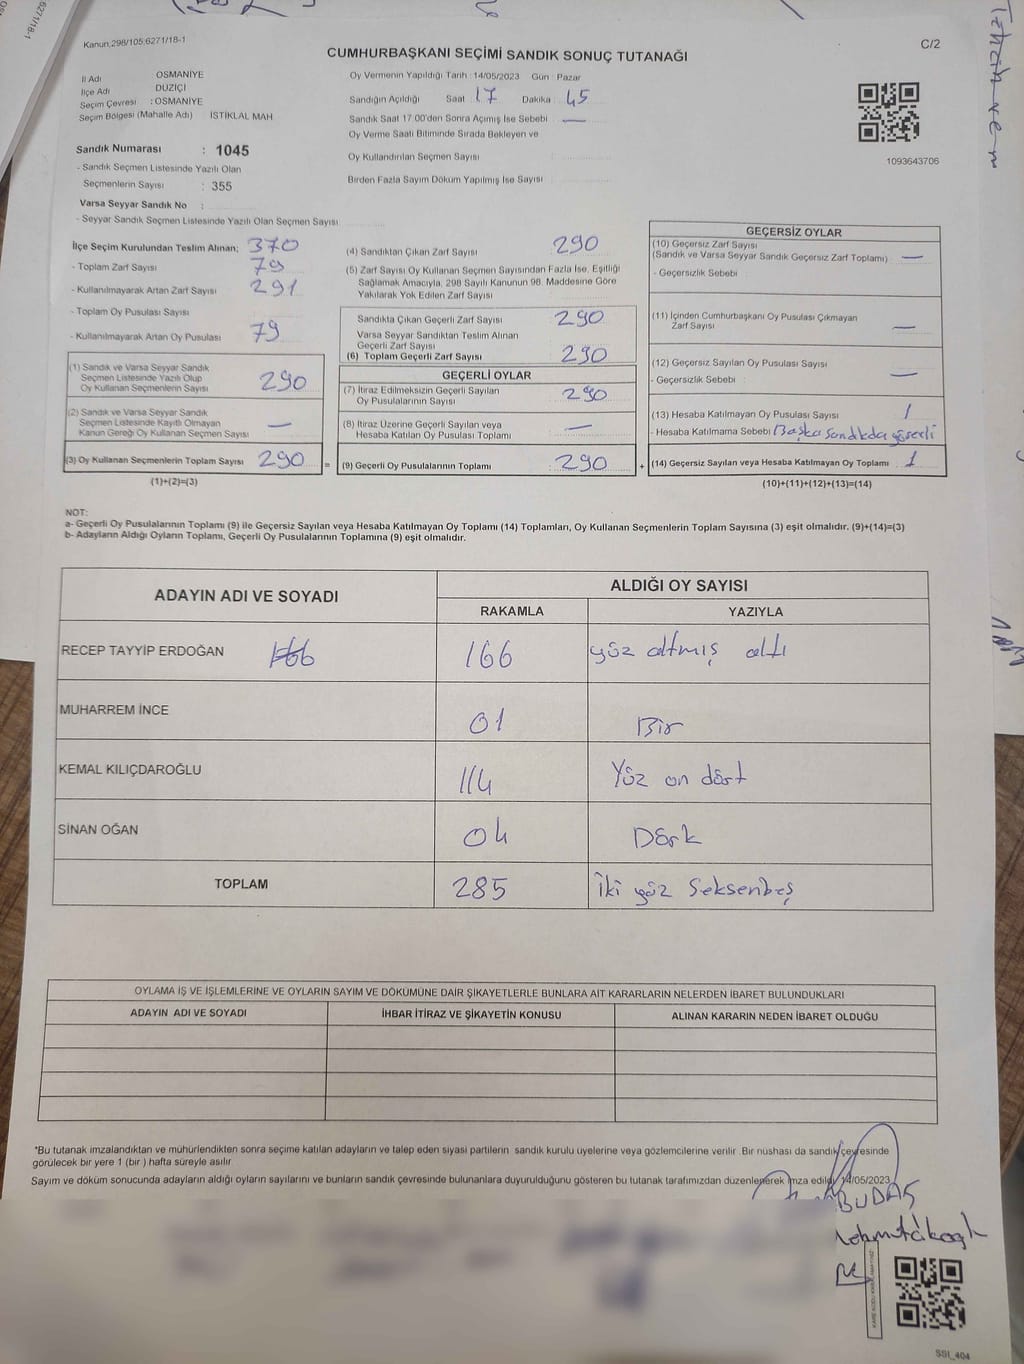 Kanun,298/105;6271/18-1
C/2
CUMHURBAŞKANI SEÇİMİ SANDIK SONUÇ TUTANAĞI
İl Adı OSMANİYE
İlçe Adı DÜZİÇİ
Seçim Çevresi : OSMANİYE
Seçim Bölgesi (Mahalle Adı) İSTİKLAL MAH
Sandık Numarası : 1045
- Sandık Seçmen Listesinde Yazılı Olan
Seçmenlerin Sayısı : 355
Varsa Seyyar Sandık No :
- Seyyar Sandık Seçmen Listesinde Yazılı Olan Seçmen Sayısı
Oy Vermenin Yapıldığı Tarih : 14/05/2023 Gün : Pazar
Sandığın Açıldığı Saat 17 Dakika 45
Sandık Saat 17:00'den Sonra Açılmış İse Sebebi —
Oy Verme Saati Bitiminde Sırada Bekleyen ve
Oy Kullandırılan Seçmen Sayısı
Birden Fazla Sayım Döküm Yapılmış İse Sayısı
1093643706
İlçe Seçim Kurulundan Teslim Alınan; 370
- Toplam Zarf Sayısı 79
- Kullanılmayarak Artan Zarf Sayısı 291
- Toplam Oy Pusulası Sayısı
- Kullanılmayarak Artan Oy Pusulası 79
(1) Sandık ve Varsa Seyyar Sandık
Seçmen Listesinde Yazılı Olup
Oy Kullanan Seçmenlerin Sayısı 290
(2) Sandık ve Varsa Seyyar Sandık
Seçmen Listesinde Kayıtlı Olmayan
Kanun Gereği Oy Kullanan Seçmen Sayısı —
(3) Oy Kullanan Seçmenlerin Toplam Sayısı 290 =
(1)+(2)=(3)
(4) Sandıktan Çıkan Zarf Sayısı 290
(5) Zarf Sayısı Oy Kullanan Seçmen Sayısından Fazla İse, Eşitliği
Sağlamak Amacıyla, 298 Sayılı Kanunun 98. Maddesine Göre
Yakılarak Yok Edilen Zarf Sayısı
Sandıkta Çıkan Geçerli Zarf Sayısı 290
Varsa Seyyar Sandıktan Teslim Alınan
Geçerli Zarf Sayısı
(6) Toplam Geçerli Zarf Sayısı 290
GEÇERLİ OYLAR
(7) İtiraz Edilmeksizin Geçerli Sayılan
Oy Pusulalarının Sayısı 290
(8) İtiraz Üzerine Geçerli Sayılan veya
Hesaba Katılan Oy Pusulası Toplamı —
(9) Geçerli Oy Pusulalarının Toplamı : 290 +
GEÇERSİZ OYLAR
(10) Geçersiz Zarf Sayısı
(Sandık ve Varsa Seyyar Sandık Geçersiz Zarf Toplamı) —
- Geçersizlik Sebebi
(11) İçinden Cumhurbaşkanı Oy Pusulası Çıkmayan
Zarf Sayısı —
(12) Geçersiz Sayılan Oy Pusulası Sayısı
- Geçersizlik Sebebi : —
(13) Hesaba Katılmayan Oy Pusulası Sayısı 1
- Hesaba Katılmama Sebebi Başka sandıkda görevli
(14) Geçersiz Sayılan veya Hesaba Katılmayan Oy Toplamı 1
(10)+(11)+(12)+(13)=(14)
NOT:
a- Geçerli Oy Pusulalarının Toplamı (9) ile Geçersiz Sayılan veya Hesaba Katılmayan Oy Toplamı (14) Toplamları, Oy Kullanan Seçmenlerin Toplam Sayısına (3) eşit olmalıdır. (9)+(14)=(3)
b- Adayların Aldığı Oyların Toplamı, Geçerli Oy Pusulalarının Toplamına (9) eşit olmalıdır.
ADAYIN ADI VE SOYADI ALDIĞI OY SAYISI
RAKAMLA YAZIYLA
RECEP TAYYİP ERDOĞAN 166 166 yüz altmış altı
MUHARREM İNCE 01 Bir
KEMAL KILIÇDAROĞLU 114 Yüz on dört
SİNAN OĞAN 04 Dörk
TOPLAM 285 İki yüz Seksenbeş
OYLAMA İŞ VE İŞLEMLERİNE VE OYLARIN SAYIM VE DÖKÜMÜNE DAİR ŞİKAYETLERLE BUNLARA AİT KARARLARIN NELERDEN İBARET BULUNDUKLARI
ADAYIN ADI VE SOYADI İHBAR İTİRAZ VE ŞİKAYETİN KONUSU ALINAN KARARIN NEDEN İBARET OLDUĞU
*Bu tutanak imzalandıktan ve mühürlendikten sonra seçime katılan adayların ve talep eden siyasi partilerin sandık kurulu üyelerine veya gözlemcilerine verilir .Bir nüshası da sandık çevresinde
görülecek bir yere 1 (bir ) hafta süreyle asılır
Sayım ve döküm sonucunda adayların aldığı oyların sayılarını ve bunların sandık çevresinde bulunanlara duyurulduğunu gösteren bu tutanak tarafımızdan düzenlenerek imza edildi 14/05/2023
BUDAŞ
SSI_404